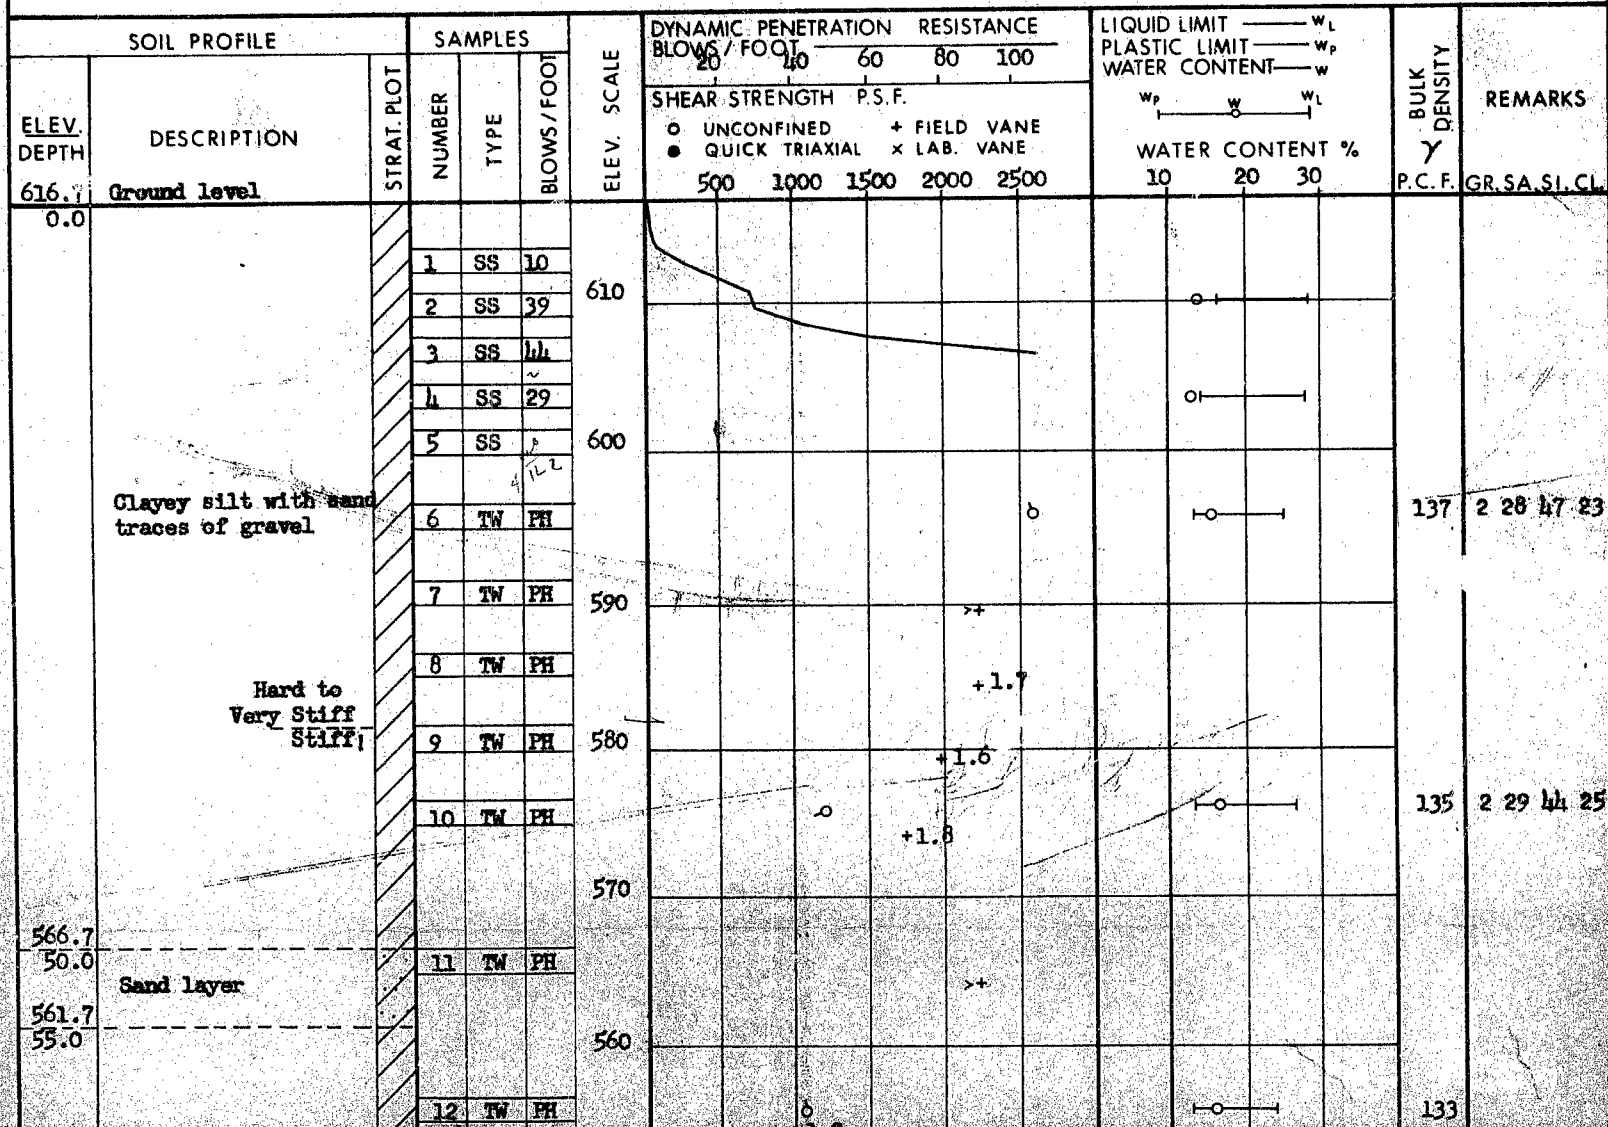 SOIL PROFILE
SAMPLES
ELEV. SCALE
DYNAMIC PENETRATION RESISTANCE
BLOWS / FOOT
20 40 60 80 100
LIQUID LIMIT wL
PLASTIC LIMIT wP
WATER CONTENT w
wP w wL
BULK DENSITY
γ
P.C.F.
REMARKS
GR. SA. SI. CL.
ELEV.
DEPTH
DESCRIPTION
STRAT. PLOT
NUMBER
TYPE
BLOWS / FOOT
SHEAR STRENGTH P.S.F.
○ UNCONFINED + FIELD VANE
● QUICK TRIAXIAL × LAB. VANE
500 1000 1500 2000 2500
WATER CONTENT %
10 20 30
616.7 Ground level
0.0
1 SS 10
610
2 SS 39
3 SS 44
4 SS 29
600
5 SS
Clayey silt with sand
traces of gravel
6 TW PH
137 2 28 47 23
7 TW PH
590
>+
8 TW PH
+1.7
Hard to
Very Stiff
Stiff
9 TW PH
580
+1.6
10 TW PH
135 2 29 44 25
+1.8
570
566.7
50.0
11 TW PH
Sand layer
>+
561.7
55.0
560
12 TW PH
133